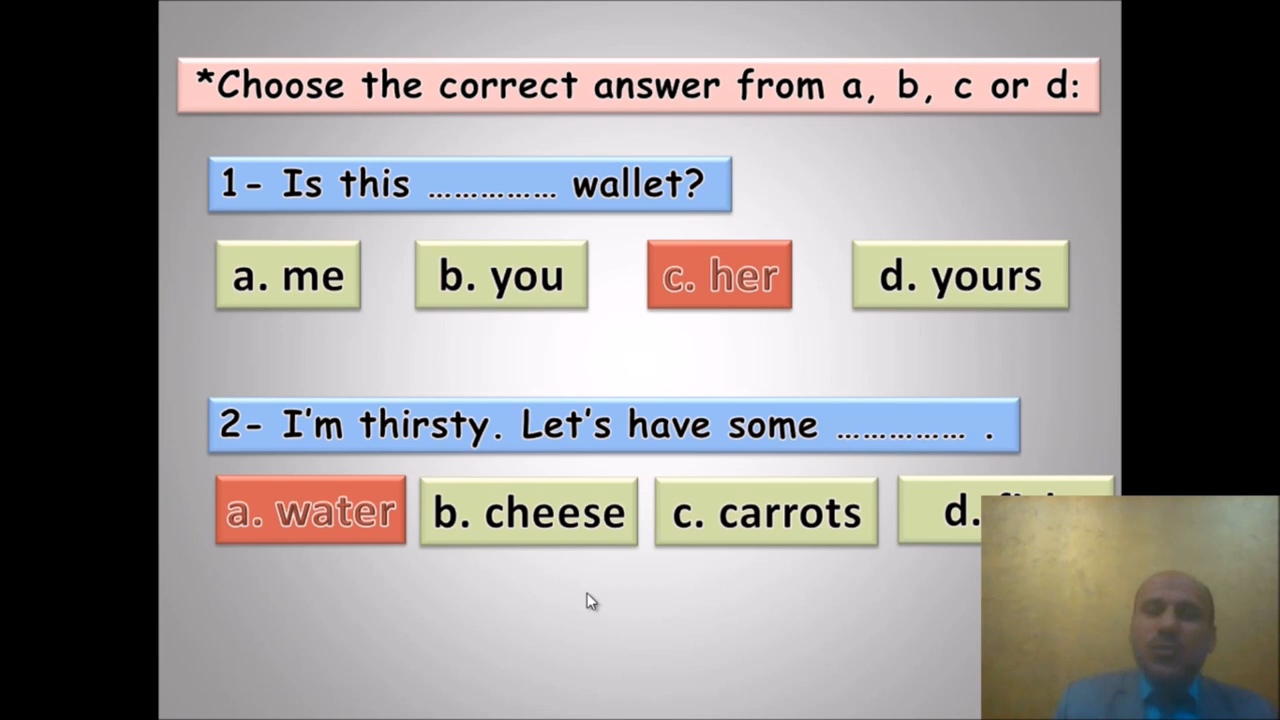 *Choose the correct answer from a, b, c or d:
1- Is this …………… wallet?
a. me b. you c. her d. yours
2- I'm thirsty. Let's have some …………… .
a. water b. cheese c. carrots d.